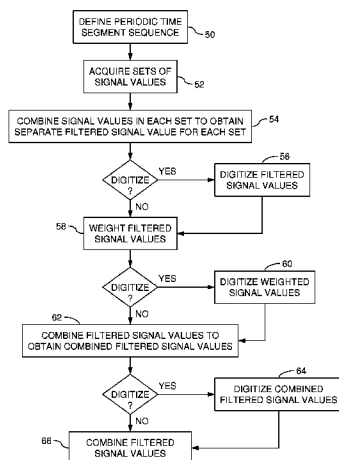 DEFINE PERIODIC TIME
SEGMENT SEQUENCE
50
ACQUIRE SETS OF
SIGNAL VALUES
52
COMBINE SIGNAL VALUES IN EACH SET TO OBTAIN
SEPARATE FILTERED SIGNAL VALUE FOR EACH SET
54
DIGITIZE
?
YES
NO
56
DIGITIZE FILTERED
SIGNAL VALUES
58
WEIGHT FILTERED
SIGNAL VALUES
DIGITIZE
?
YES
NO
60
DIGITIZE WEIGHTED
SIGNAL VALUES
62
COMBINE FILTERED SIGNAL VALUES TO
OBTAIN COMBINED FILTERED SIGNAL VALUES
DIGITIZE
?
YES
NO
64
DIGITIZE COMBINED
FILTERED SIGNAL VALUES
66
COMBINE FILTERED
SIGNAL VALUES